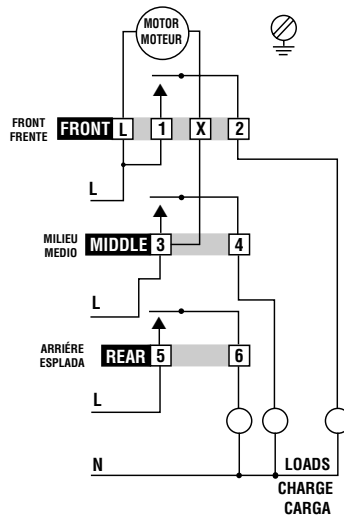 MOTOR
MOTEUR
FRONT
FRENTE
FRONT L 1 X 2
L
MILIEU
MEDIO
MIDDLE 3 4
L
ARRIÉRE
ESPLADA
REAR 5 6
L
N
LOADS
CHARGE
CARGA